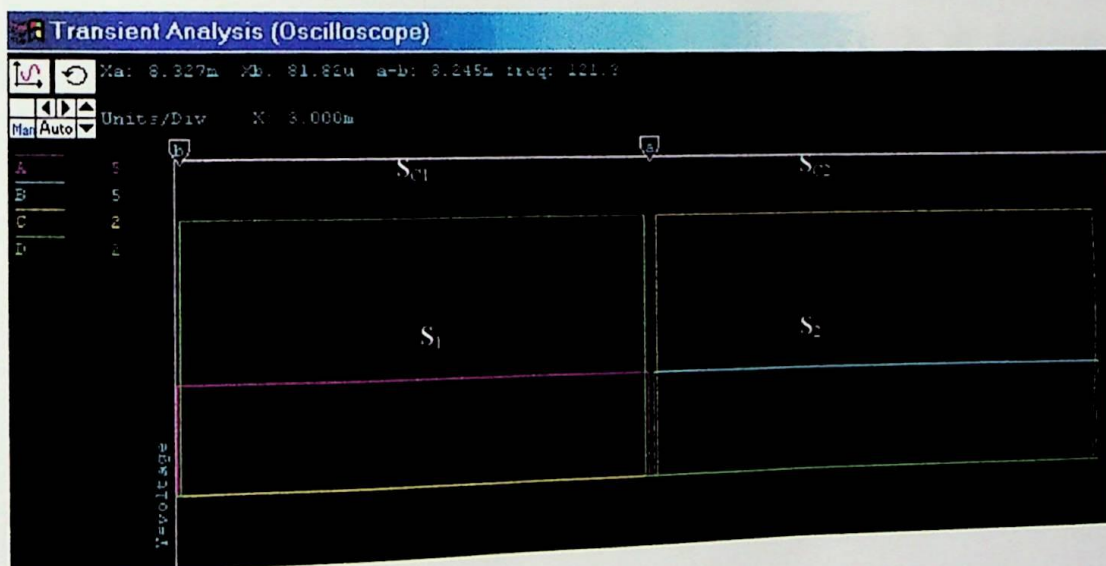 Transient Analysis (Oscilloscope)
Xa: 8.327m Xb: 81.82u a-b: 8.245m freq:
Units/Div X: 3.000m
Man Auto
b a
A 5
B 5
C 2
D 2
SC1 SC2
S1 S2
Y=voltage